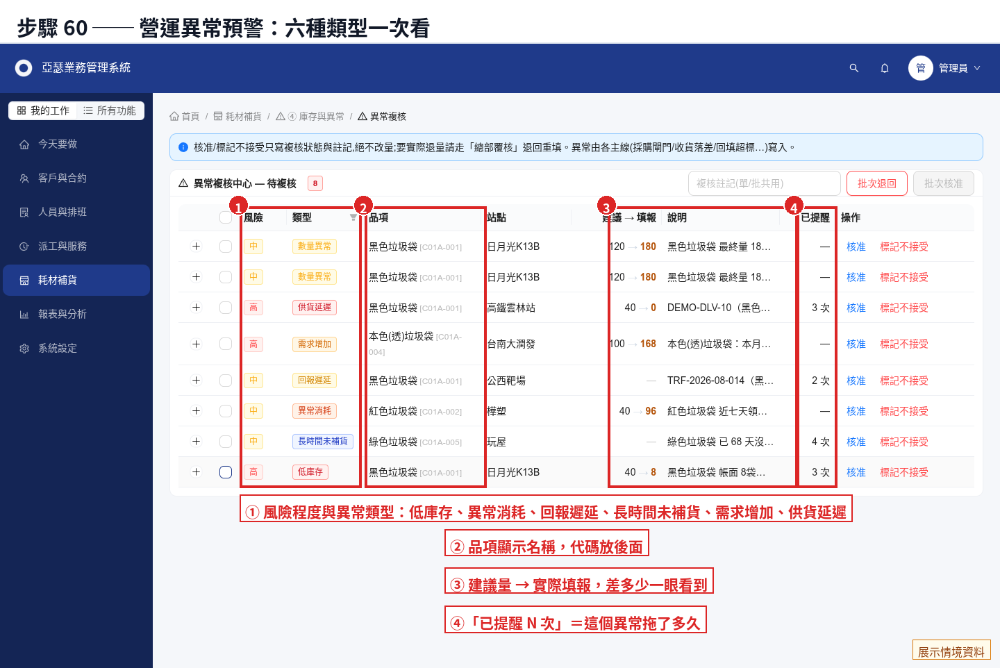 步驟 60 —— 營運異常預警：六種類型一次看
亞瑟業務管理系統
管 管理員
我的工作 所有功能
今天要做
客戶與合約
人員與排班
派工與服務
耗材補貨
報表與分析
系統設定
首頁 / 耗材補貨 / ④ 庫存與異常 / 異常複核
核准/標記不接受只寫複核狀態與註記,絕不改量;要實際退量請走「總部覆核」退回重填。異常由各主線(採購閘門/收貨落差/回填超標…)寫入。
異常複核中心 — 待複核 8 複核註記(單/批共用) 批次退回 批次核准
1 2 3 4
風險 類型 品項 站點 建議 → 填報 說明 已提醒 操作
中 數量異常 黑色垃圾袋 [C01A-001] 日月光K13B 120 → 180 黑色垃圾袋 最終量 18… — 核准 標記不接受
中 數量異常 黑色垃圾袋 [C01A-001] 日月光K13B 120 → 180 黑色垃圾袋 最終量 18… — 核准 標記不接受
高 供貨延遲 黑色垃圾袋 [C01A-001] 高鐵雲林站 40 → 0 DEMO-DLV-10（黑色… 3 次 核准 標記不接受
高 需求增加 本色(透)垃圾袋 [C01A-004] 台南大潤發 100 → 168 本色(透)垃圾袋：本月… — 核准 標記不接受
中 回報遲延 黑色垃圾袋 [C01A-001] 公西靶場 — TRF-2026-08-014（黑… 2 次 核准 標記不接受
中 異常消耗 紅色垃圾袋 [C01A-002] 樺塑 40 → 96 紅色垃圾袋 近七天領… — 核准 標記不接受
中 長時間未補貨 綠色垃圾袋 [C01A-005] 玩屋 — 綠色垃圾袋 已 68 天沒… 4 次 核准 標記不接受
高 低庫存 黑色垃圾袋 [C01A-001] 日月光K13B 40 → 8 黑色垃圾袋 帳面 8袋… 3 次 核准 標記不接受
① 風險程度與異常類型：低庫存、異常消耗、回報遲延、長時間未補貨、需求增加、供貨延遲
② 品項顯示名稱，代碼放後面
③ 建議量 → 實際填報，差多少一眼看到
④「已提醒 N 次」＝這個異常拖了多久
展示情境資料